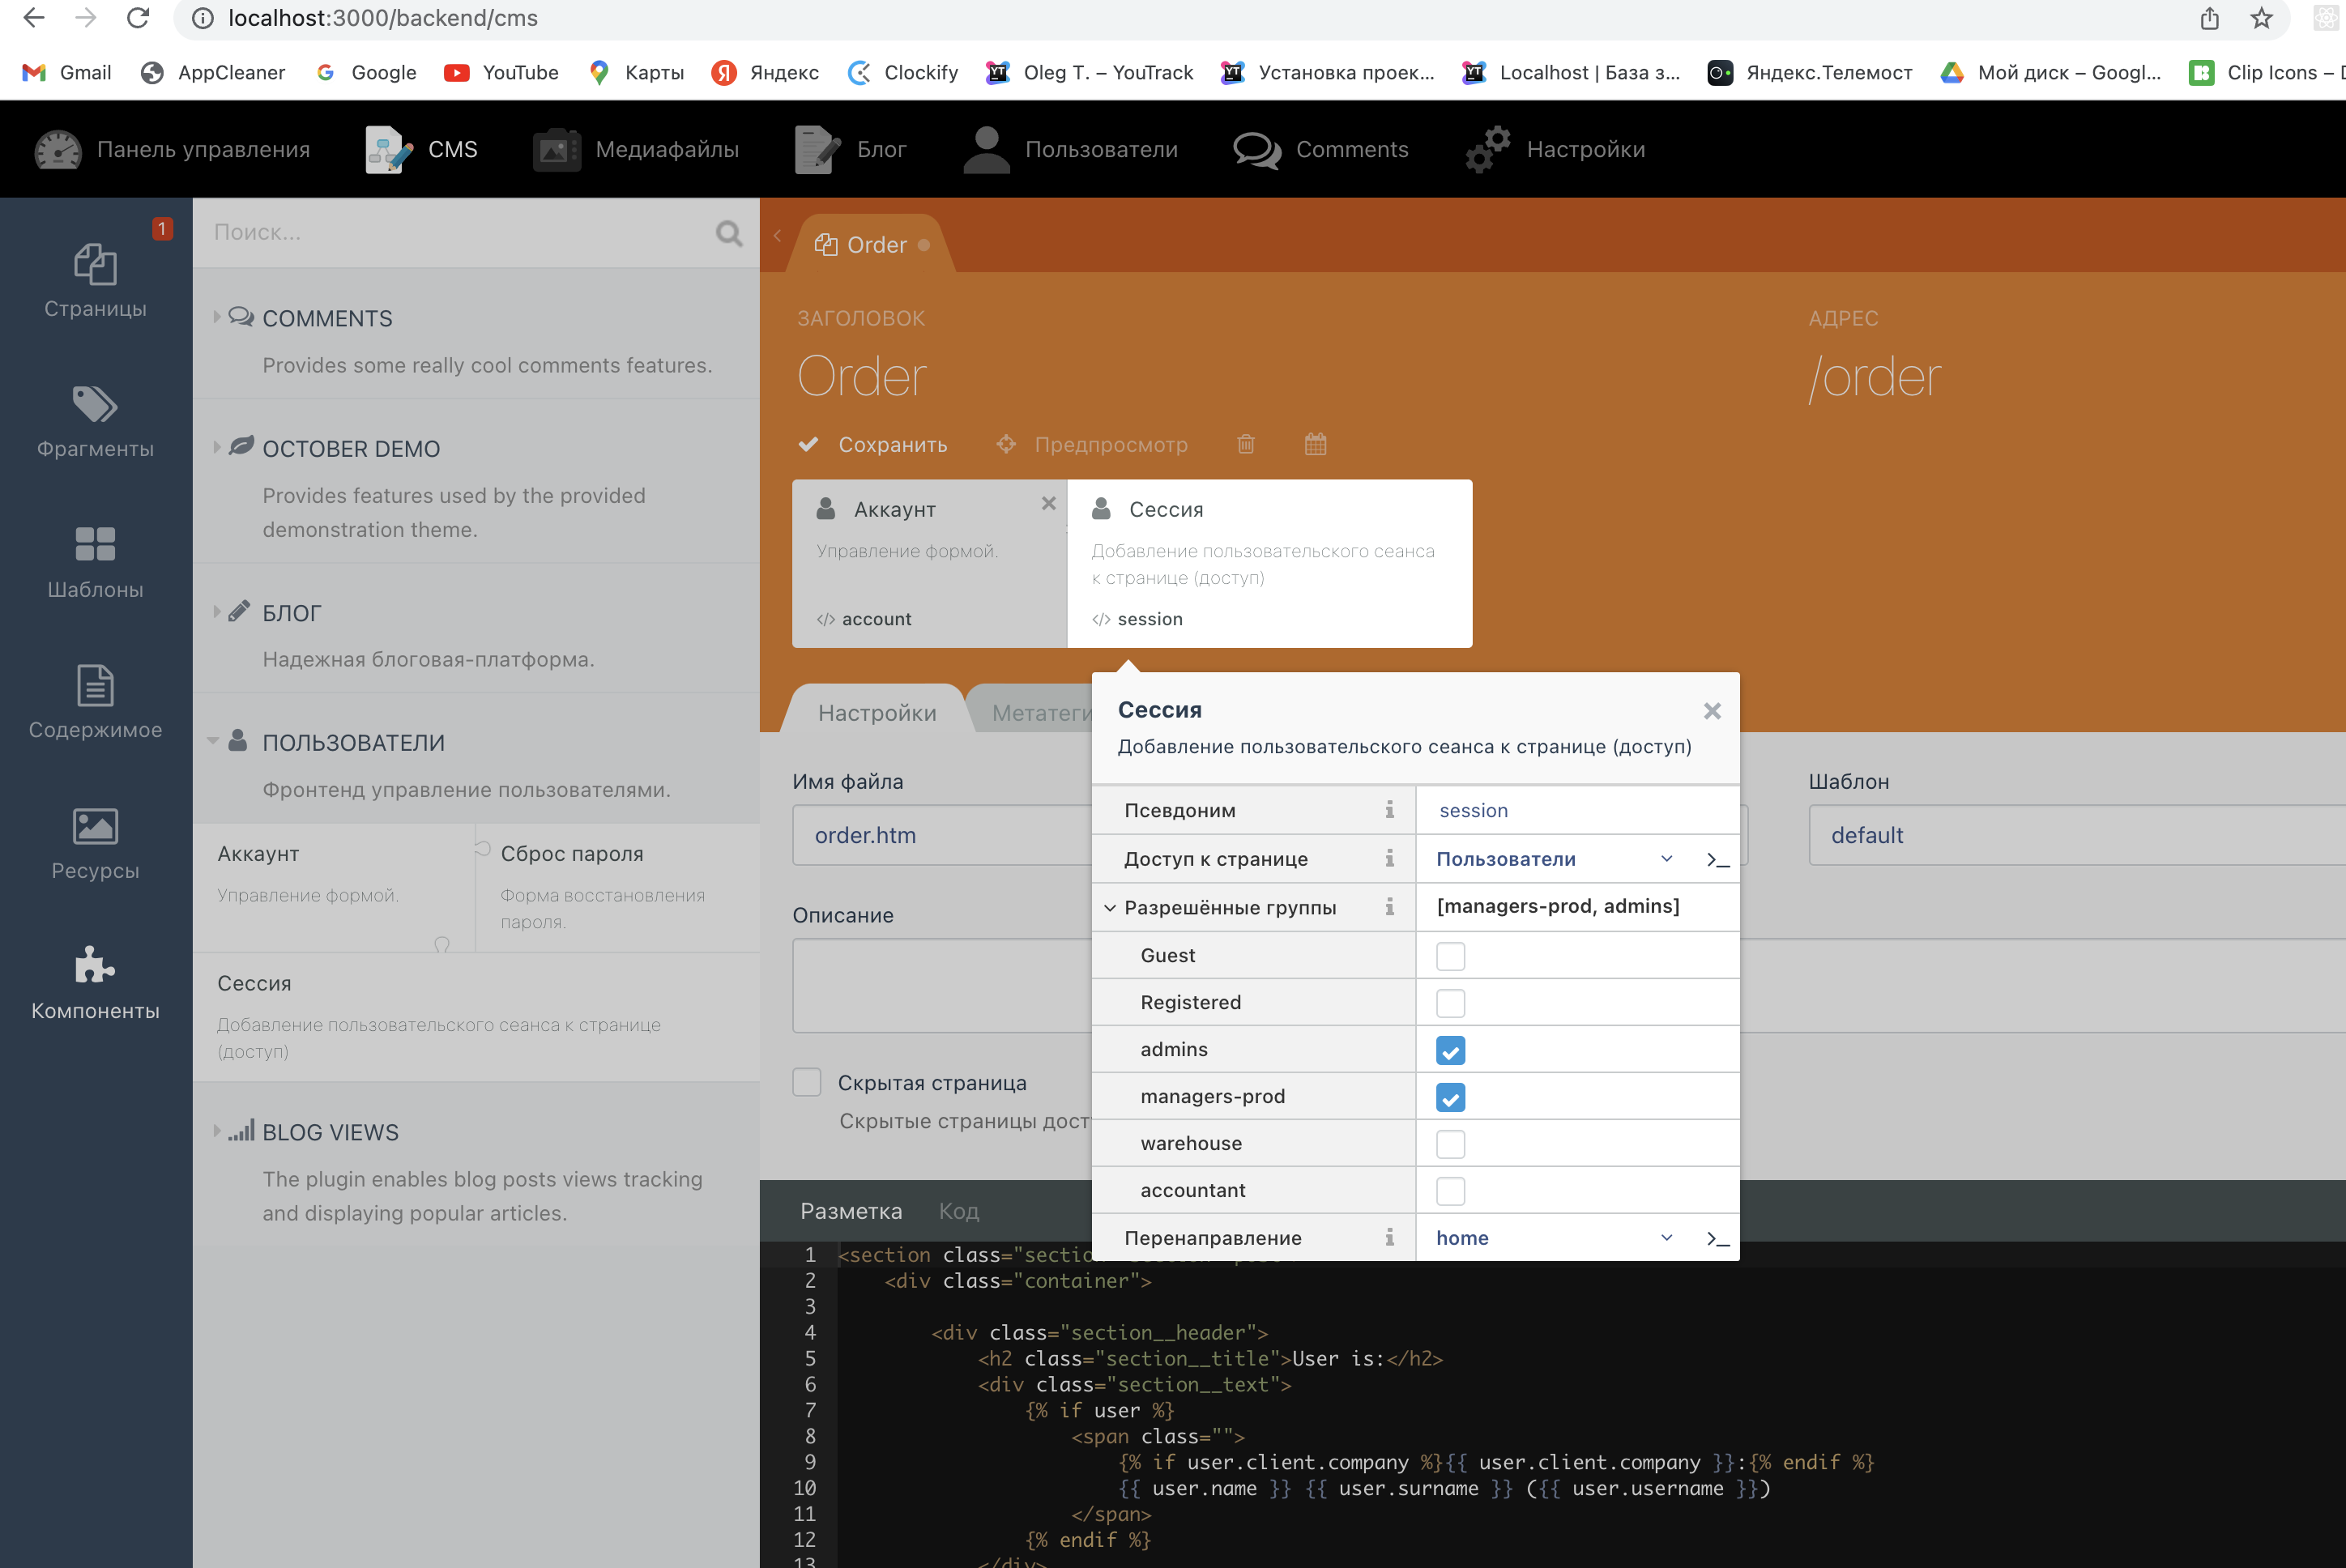 localhost:3000/backend/cms
Gmail AppCleaner Google YouTube Карты Яндекс Clockify Oleg T. – YouTrack Установка проек... Localhost | База з... Яндекс.Телемост Мой диск – Googl... Clip Icons –
Панель управления CMS Медиафайлы Блог Пользователи Comments Настройки
1
Страницы
Фрагменты
Шаблоны
Содержимое
Ресурсы
Компоненты
Поиск...
COMMENTS
Provides some really cool comments features.
OCTOBER DEMO
Provides features used by the provided
demonstration theme.
БЛОГ
Надежная блоговая-платформа.
ПОЛЬЗОВАТЕЛИ
Фронтенд управление пользователями.
Аккаунт
Управление формой.
Сброс пароля
Форма восстановления
пароля.
Сессия
Добавление пользовательского сеанса к странице
(доступ)
BLOG VIEWS
The plugin enables blog posts views tracking
and displaying popular articles.
Order
ЗАГОЛОВОК
Order
АДРЕС
/order
Сохранить Предпросмотр
Аккаунт
Управление формой.
</> account
Сессия
Добавление пользовательского сеанса
к странице (доступ)
</> session
Настройки Метатеги
Имя файла
order.htm
Шаблон
default
Описание
Скрытая страница
Скрытые страницы дост
Сессия
Добавление пользовательского сеанса к странице (доступ)
Псевдоним session
Доступ к странице Пользователи >_
Разрешённые группы [managers-prod, admins]
Guest
Registered
admins
managers-prod
warehouse
accountant
Перенаправление home >_
Разметка Код
1 <section class="sectio
2 <div class="container">
3
4 <div class="section__header">
5 <h2 class="section__title">User is:</h2>
6 <div class="section__text">
7 {% if user %}
8 <span class="">
9 {% if user.client.company %}{{ user.client.company }}:{% endif %}
10 {{ user.name }} {{ user.surname }} ({{ user.username }})
11 </span>
12 {% endif %}
13 </div>